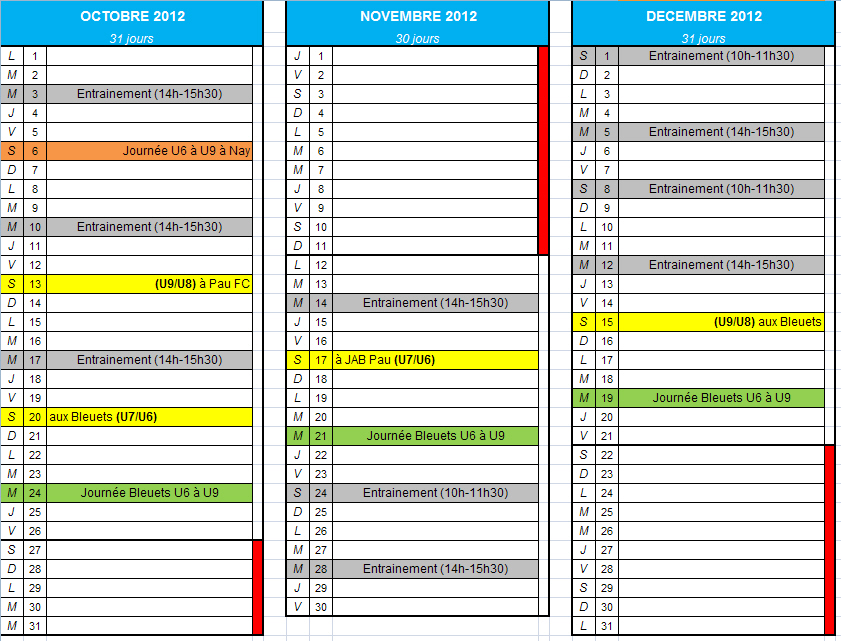 OCTOBRE 2012
31 jours
L 1
M 2
M 3 Entrainement (14h-15h30)
J 4
V 5
S 6 Journée U6 à U9 à Nay
D 7
L 8
M 9
M 10 Entrainement (14h-15h30)
J 11
V 12
S 13 (U9/U8) à Pau FC
D 14
L 15
M 16
M 17 Entrainement (14h-15h30)
J 18
V 19
S 20 aux Bleuets (U7/U6)
D 21
L 22
M 23
M 24 Journée Bleuets U6 à U9
J 25
V 26
S 27
D 28
L 29
M 30
M 31
NOVEMBRE 2012
30 jours
J 1
V 2
S 3
D 4
L 5
M 6
M 7
J 8
V 9
S 10
D 11
L 12
M 13
M 14 Entrainement (14h-15h30)
J 15
V 16
S 17 à JAB Pau (U7/U6)
D 18
L 19
M 20
M 21 Journée Bleuets U6 à U9
J 22
V 23
S 24 Entrainement (10h-11h30)
D 25
L 26
M 27
M 28 Entrainement (14h-15h30)
J 29
V 30
DECEMBRE 2012
31 jours
S 1 Entrainement (10h-11h30)
D 2
L 3
M 4
M 5 Entrainement (14h-15h30)
J 6
V 7
S 8 Entrainement (10h-11h30)
D 9
L 10
M 11
M 12 Entrainement (14h-15h30)
J 13
V 14
S 15 (U9/U8) aux Bleuets
D 16
L 17
M 18
M 19 Journée Bleuets U6 à U9
J 20
V 21
S 22
D 23
L 24
M 25
M 26
J 27
V 28
S 29
D 30
L 31